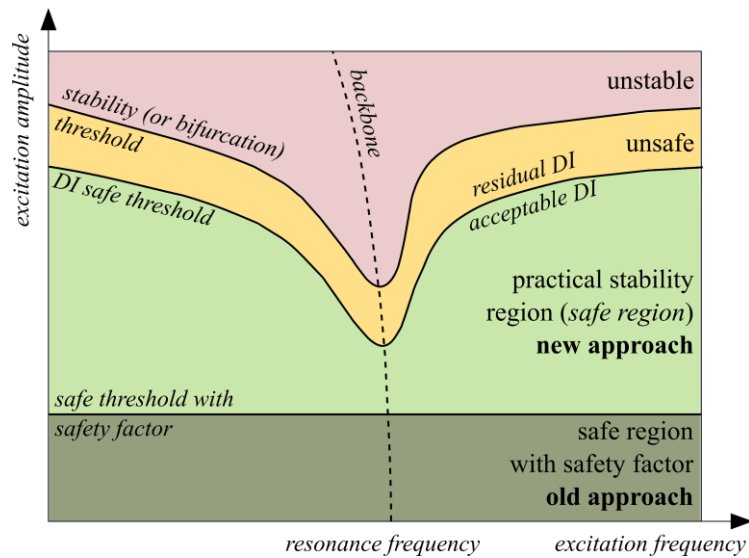 excitation amplitude
unstable
backbone
stability (or bifurcation)
threshold
unsafe
DI safe threshold
residual DI
acceptable DI
practical stability
region (safe region)
new approach
safe threshold with
safety factor
safe region
with safety factor
old approach
resonance frequency
excitation frequency